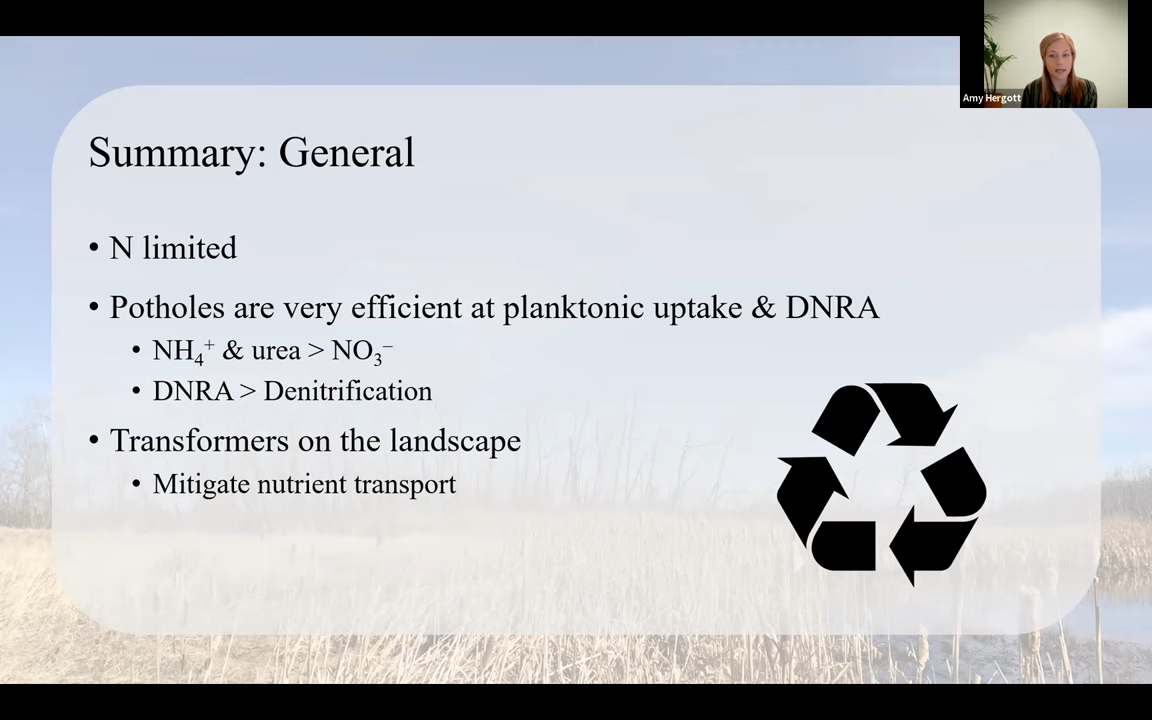 Amy Hergott
Summary: General
• N limited
• Potholes are very efficient at planktonic uptake & DNRA
• NH₄⁺ & urea > NO₃⁻
• DNRA > Denitrification
• Transformers on the landscape
• Mitigate nutrient transport